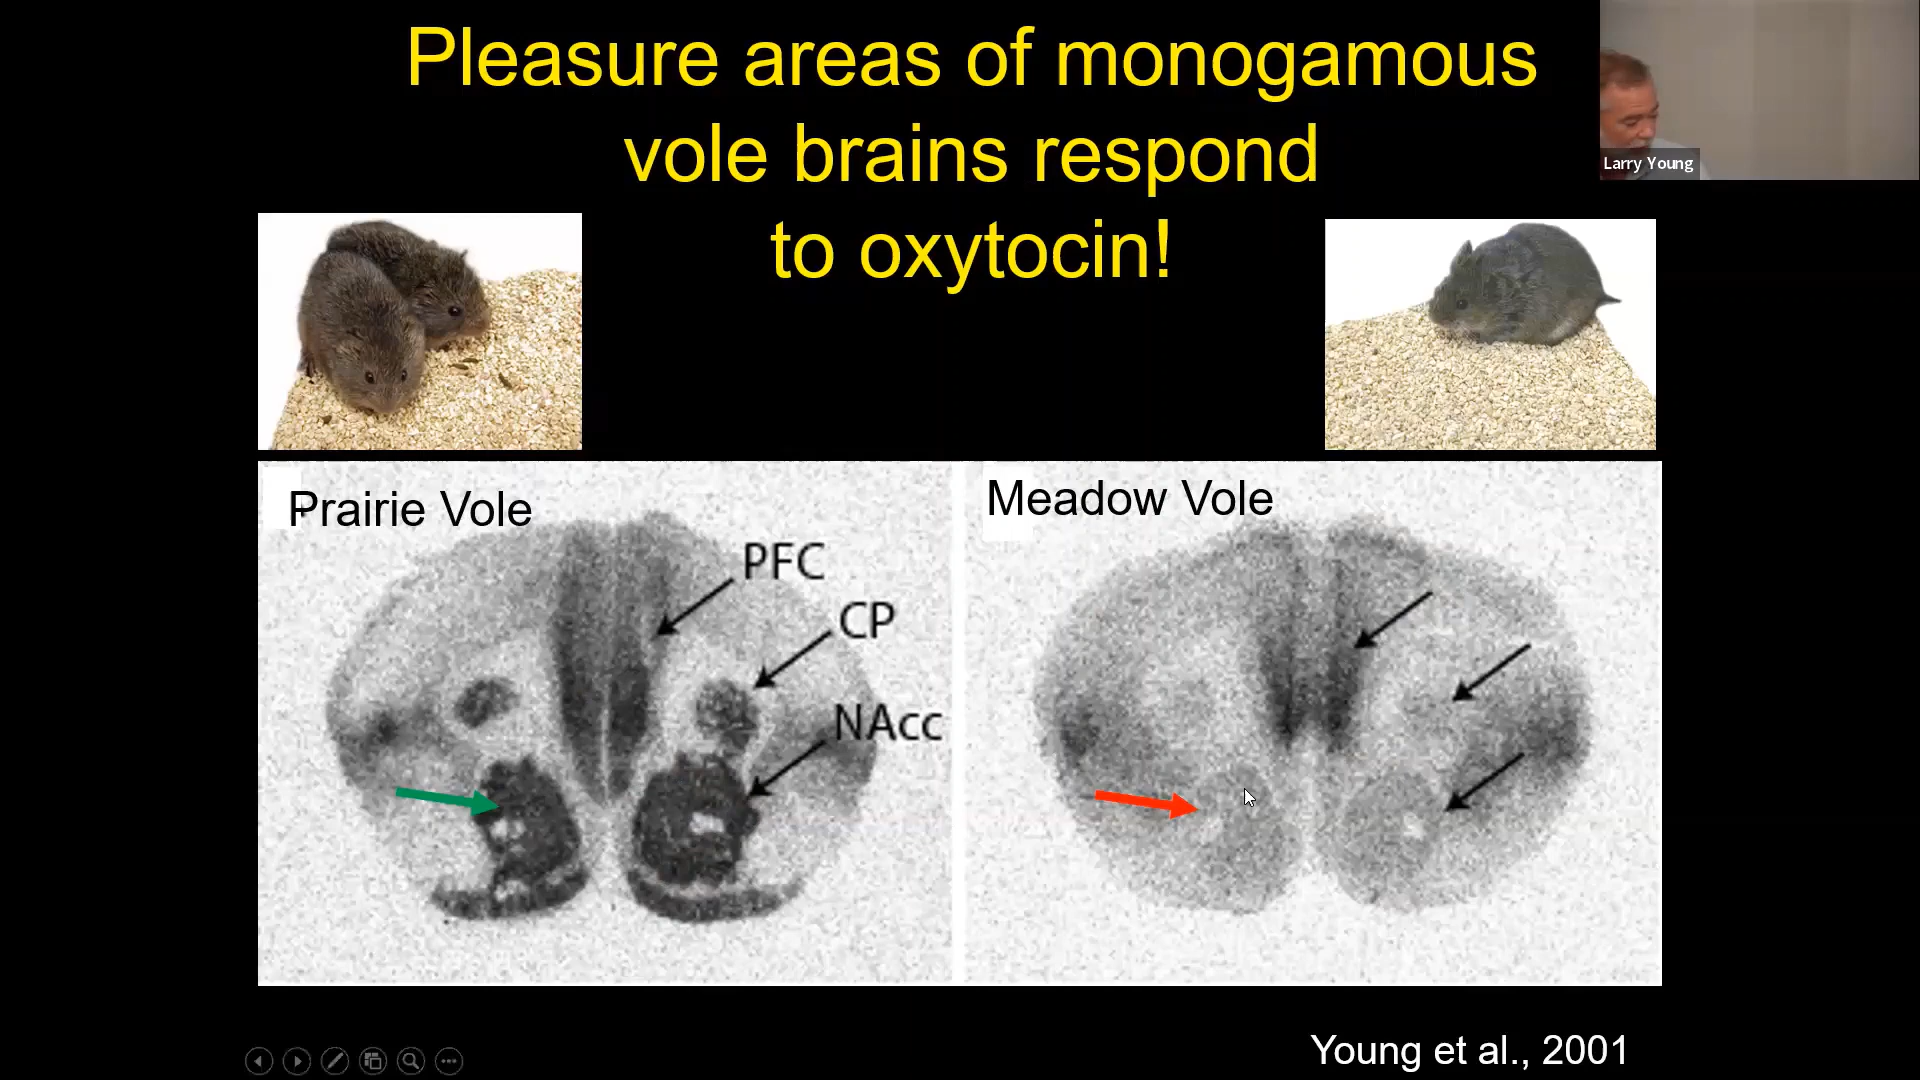 Pleasure areas of monogamous
vole brains respond
to oxytocin!
Larry Young
Prairie Vole
PFC
CP
NAcc
Meadow Vole
Young et al., 2001